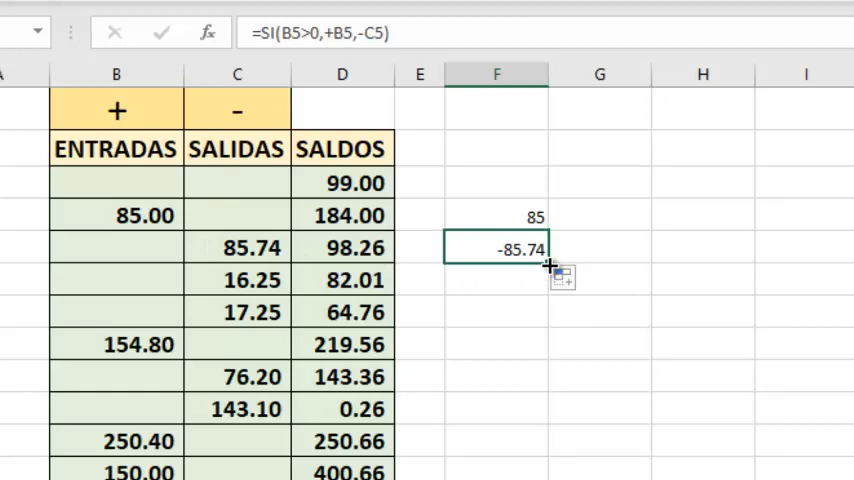 fx =SI(B5>0,+B5,-C5)
A B C D E F G H I
+ -
ENTRADAS SALIDAS SALDOS
99.00
85.00 184.00 85
85.74 98.26 -85.74
16.25 82.01
17.25 64.76
154.80 219.56
76.20 143.36
143.10 0.26
250.40 250.66
150.00 400.66